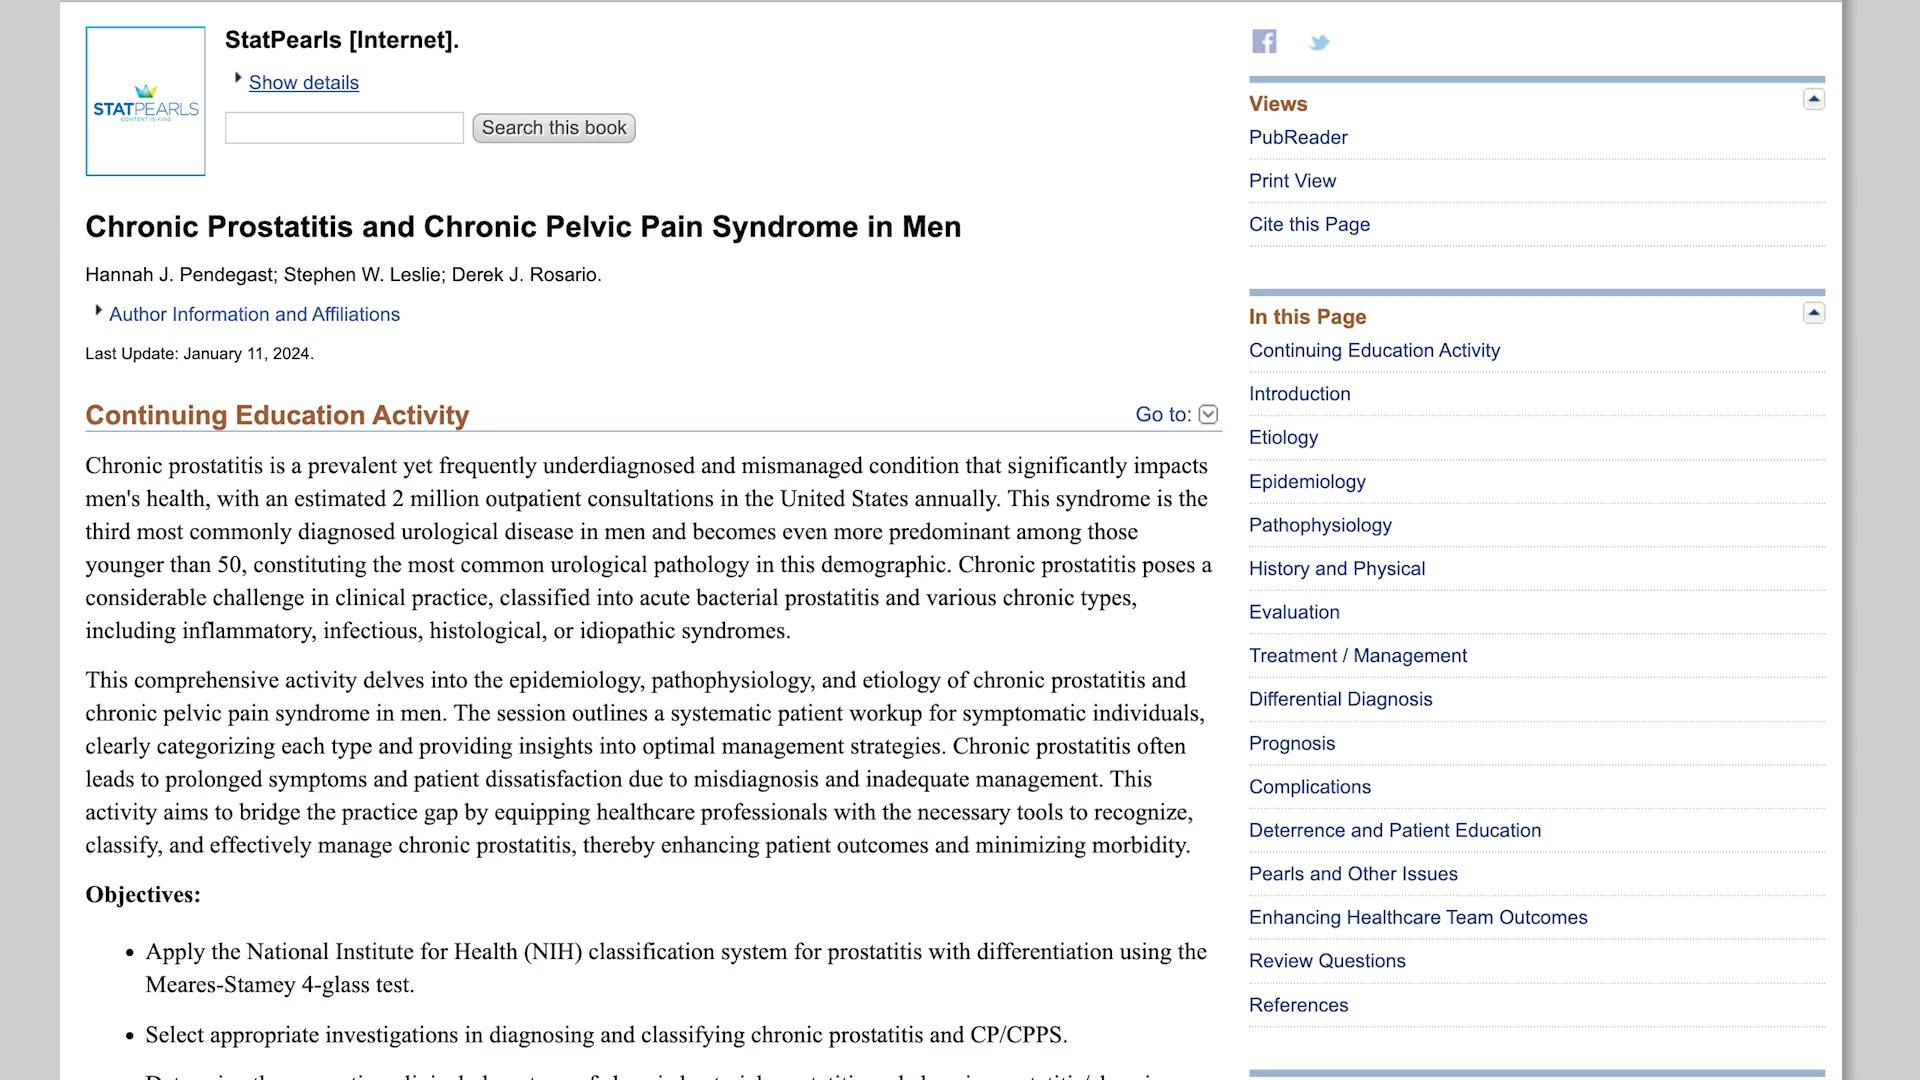 StatPearls [Internet].
Show details
STATPEARLS
CONTENT IS KING
Search this book
Chronic Prostatitis and Chronic Pelvic Pain Syndrome in Men
Hannah J. Pendegast; Stephen W. Leslie; Derek J. Rosario.
Author Information and Affiliations
Last Update: January 11, 2024.
Continuing Education Activity
Go to:
Chronic prostatitis is a prevalent yet frequently underdiagnosed and mismanaged condition that significantly impacts
men's health, with an estimated 2 million outpatient consultations in the United States annually. This syndrome is the
third most commonly diagnosed urological disease in men and becomes even more predominant among those
younger than 50, constituting the most common urological pathology in this demographic. Chronic prostatitis poses a
considerable challenge in clinical practice, classified into acute bacterial prostatitis and various chronic types,
including inflammatory, infectious, histological, or idiopathic syndromes.
This comprehensive activity delves into the epidemiology, pathophysiology, and etiology of chronic prostatitis and
chronic pelvic pain syndrome in men. The session outlines a systematic patient workup for symptomatic individuals,
clearly categorizing each type and providing insights into optimal management strategies. Chronic prostatitis often
leads to prolonged symptoms and patient dissatisfaction due to misdiagnosis and inadequate management. This
activity aims to bridge the practice gap by equipping healthcare professionals with the necessary tools to recognize,
classify, and effectively manage chronic prostatitis, thereby enhancing patient outcomes and minimizing morbidity.
Objectives:
Apply the National Institute for Health (NIH) classification system for prostatitis with differentiation using the
Meares-Stamey 4-glass test.
Select appropriate investigations in diagnosing and classifying chronic prostatitis and CP/CPPS.
Views
PubReader
Print View
Cite this Page
In this Page
Continuing Education Activity
Introduction
Etiology
Epidemiology
Pathophysiology
History and Physical
Evaluation
Treatment / Management
Differential Diagnosis
Prognosis
Complications
Deterrence and Patient Education
Pearls and Other Issues
Enhancing Healthcare Team Outcomes
Review Questions
References